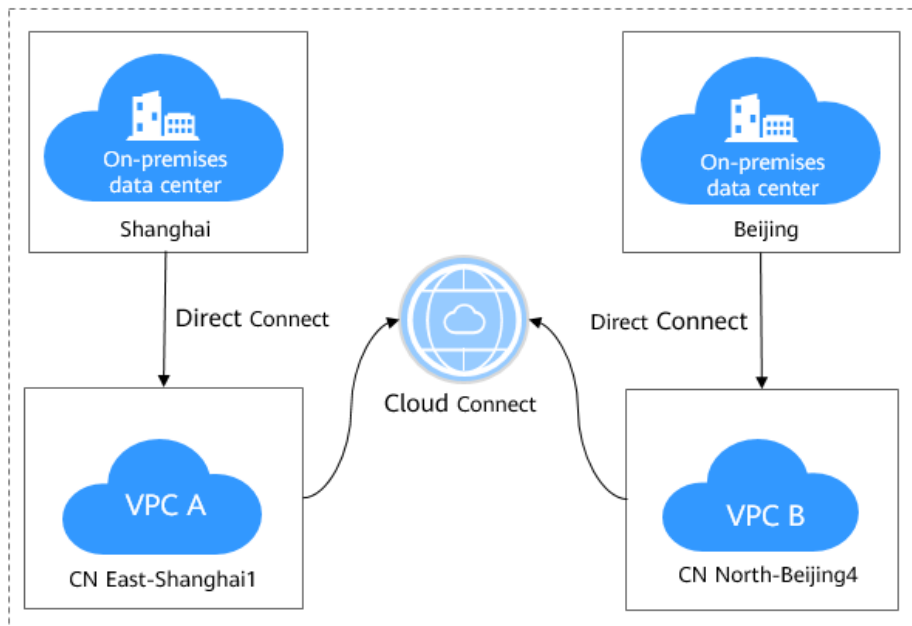 On-premises
data center
Shanghai
On-premises
data center
Beijing
Direct Connect
Direct Connect
Cloud Connect
VPC A
CN East-Shanghai1
VPC B
CN North-Beijing4